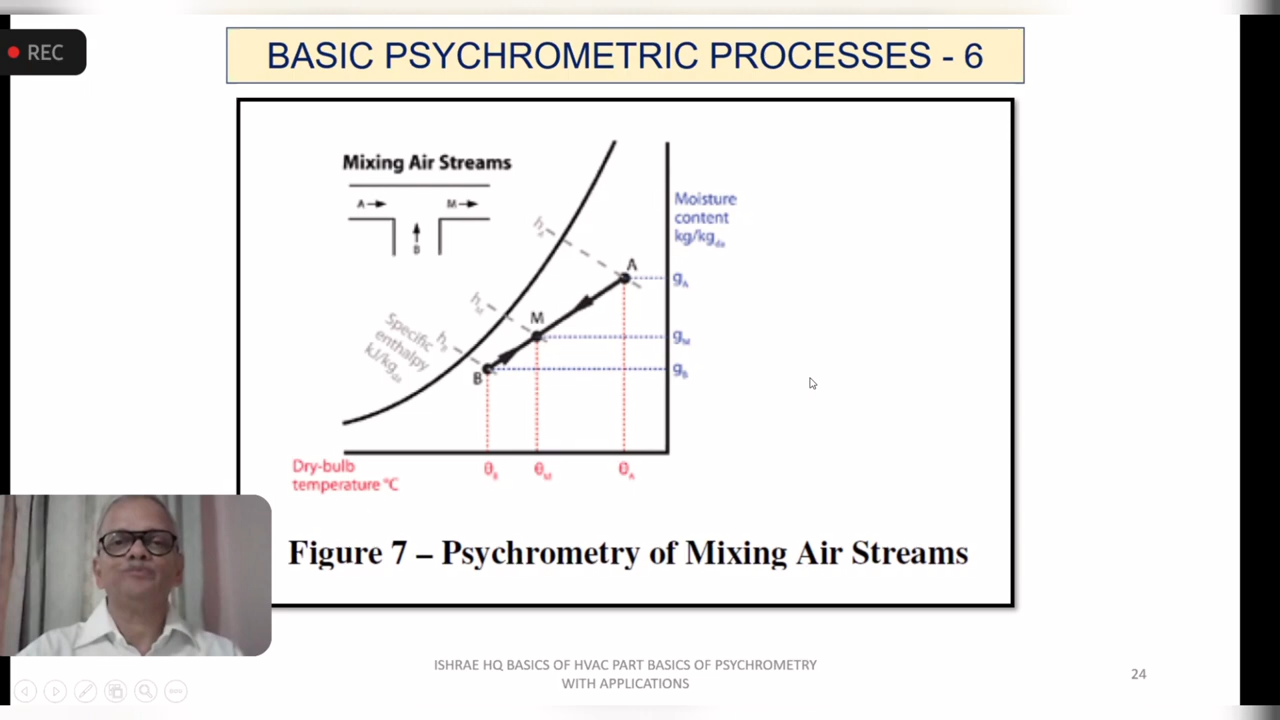 REC
BASIC PSYCHROMETRIC PROCESSES - 6
Mixing Air Streams
A
M
B
Moisture
content
kg/kg da
h A
A
g A
h M
M
g M
Specific
enthalpy
kJ/kg da
h B
B
g B
Dry-bulb
temperature °C
θ B
θ M
θ A
Figure 7 – Psychrometry of Mixing Air Streams
ISHRAE HQ BASICS OF HVAC PART BASICS OF PSYCHROMETRY
WITH APPLICATIONS
24